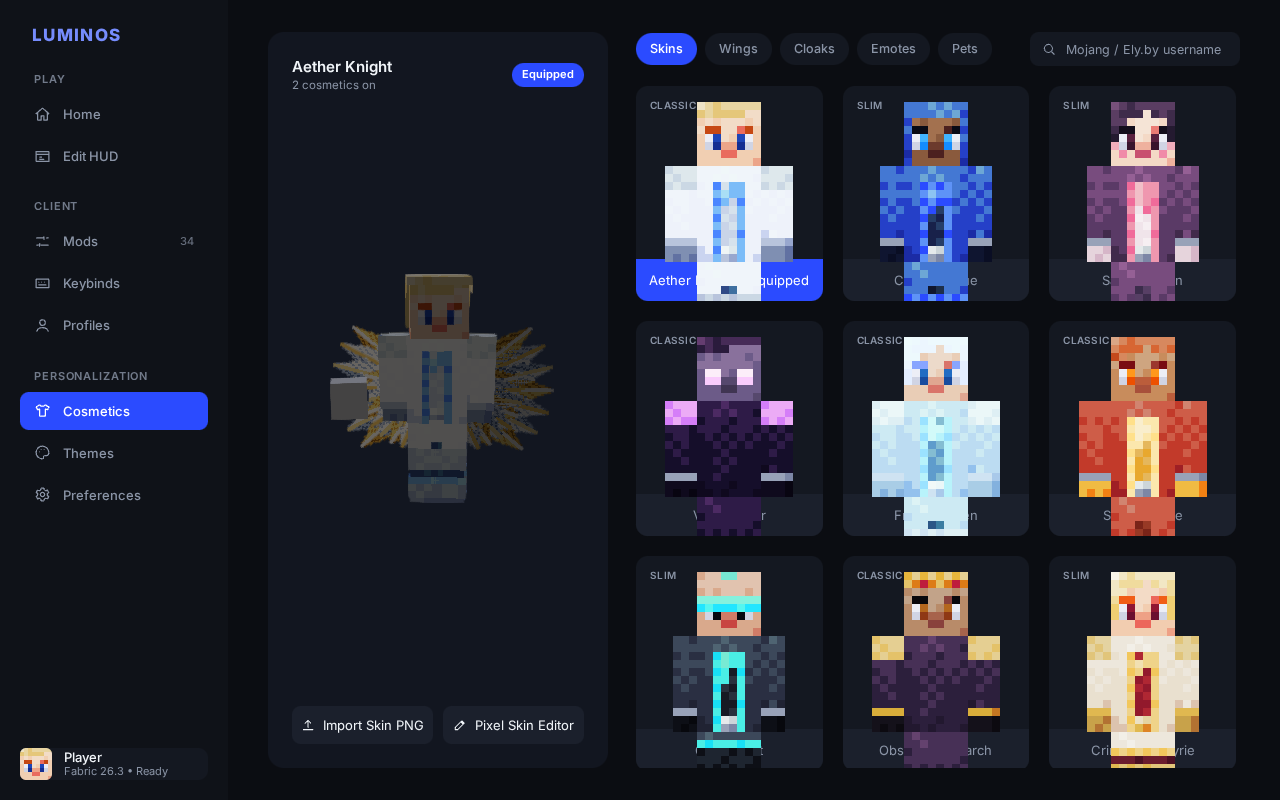 LUMINOS
PLAY
Home
Edit HUD
CLIENT
Mods 34
Keybinds
Profiles
PERSONALIZATION
Cosmetics
Themes
Preferences
Player
Fabric 26.3 • Ready
Aether Knight
2 cosmetics on
Equipped
Import Skin PNG
Pixel Skin Editor
Skins
Wings
Cloaks
Emotes
Pets
Mojang / Ely.by username
CLASSIC
SLIM
SLIM
Aether
CLASSIC
CLASSIC
CLASSIC
SLIM
CLASSIC
SLIM